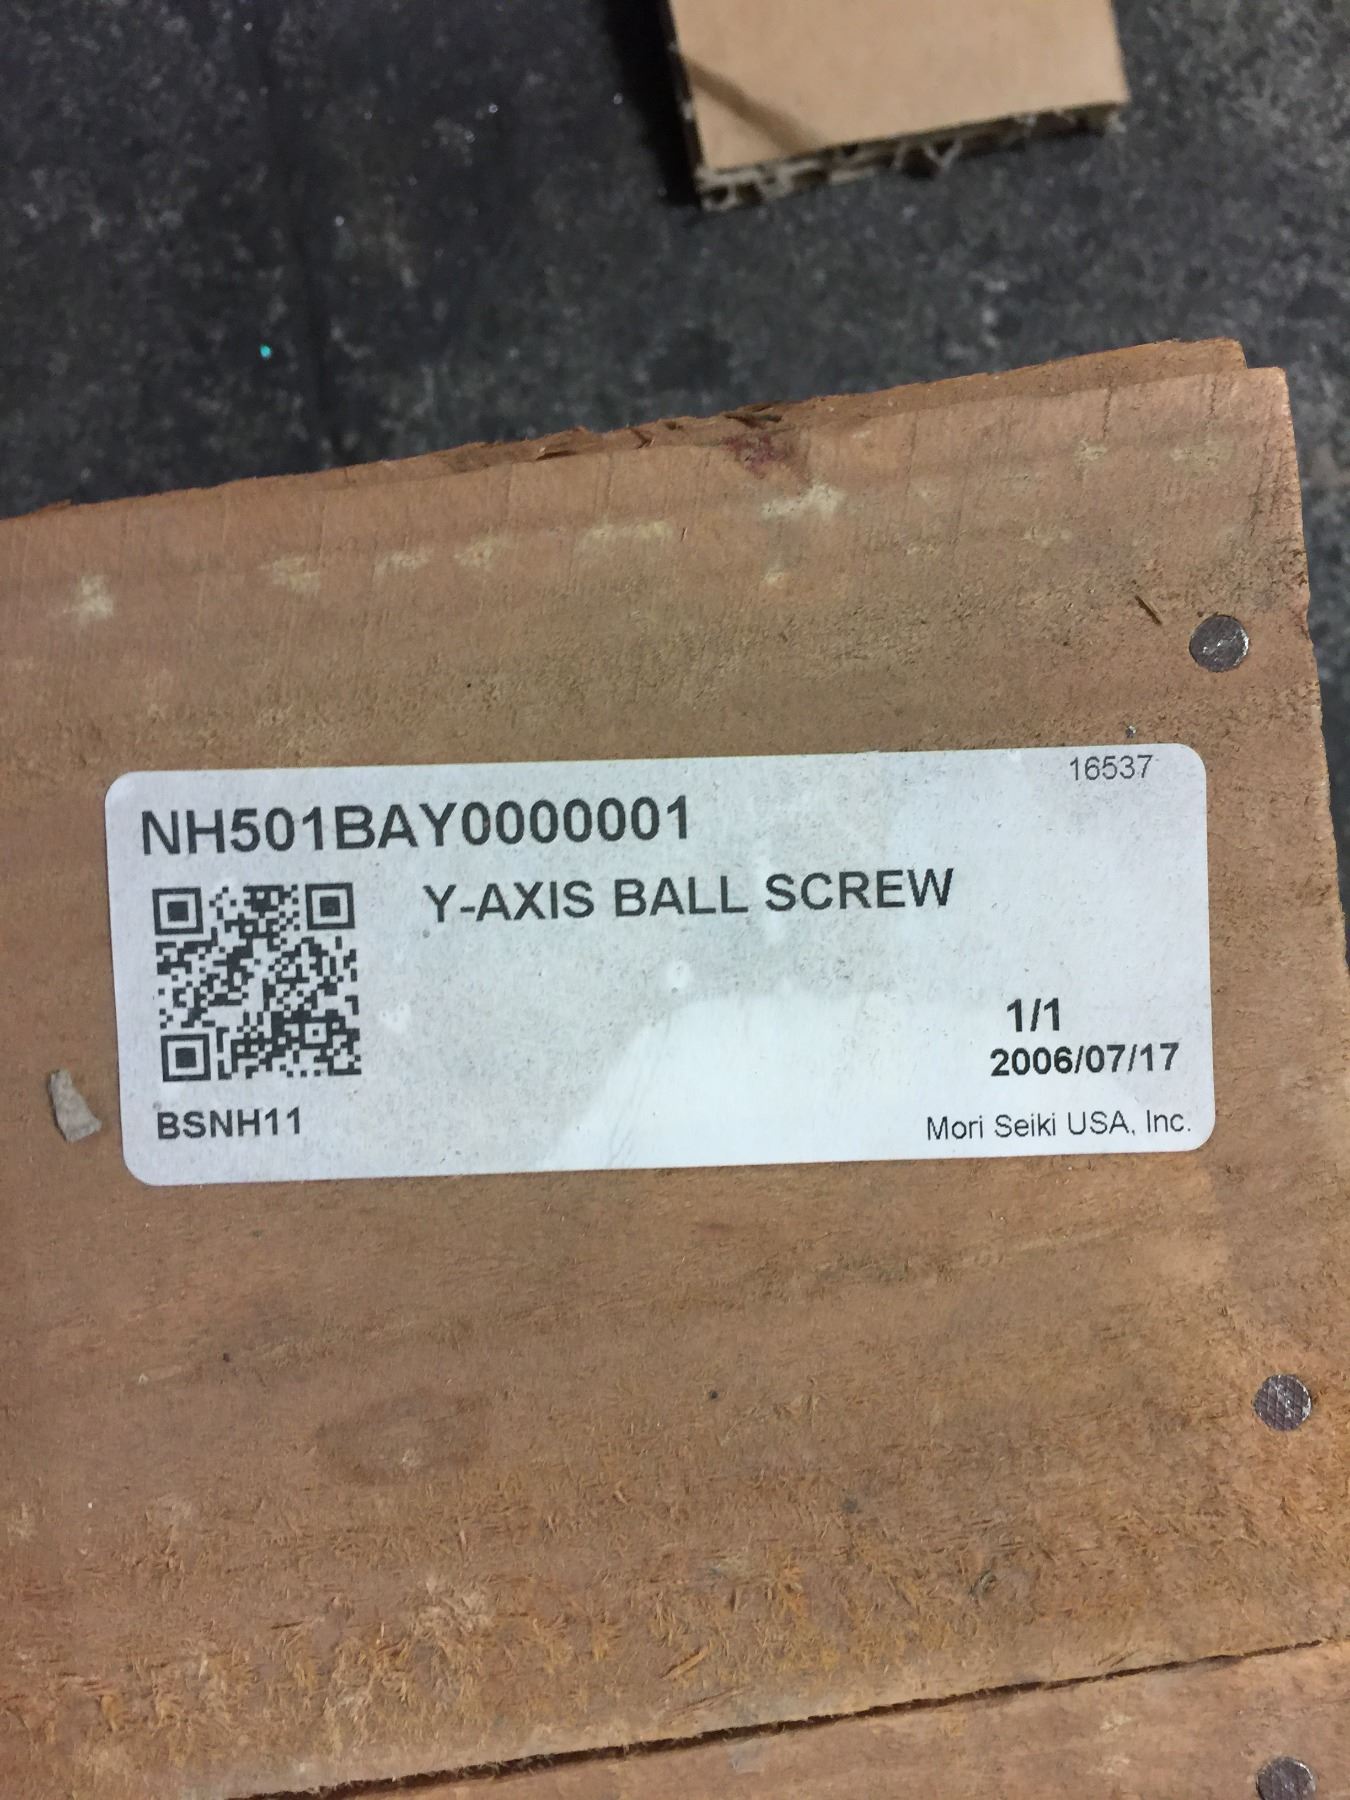 16537
NH501BAY0000001
Y-AXIS BALL SCREW
1/1
2006/07/17
BSNH11
Mori Seiki USA, Inc.